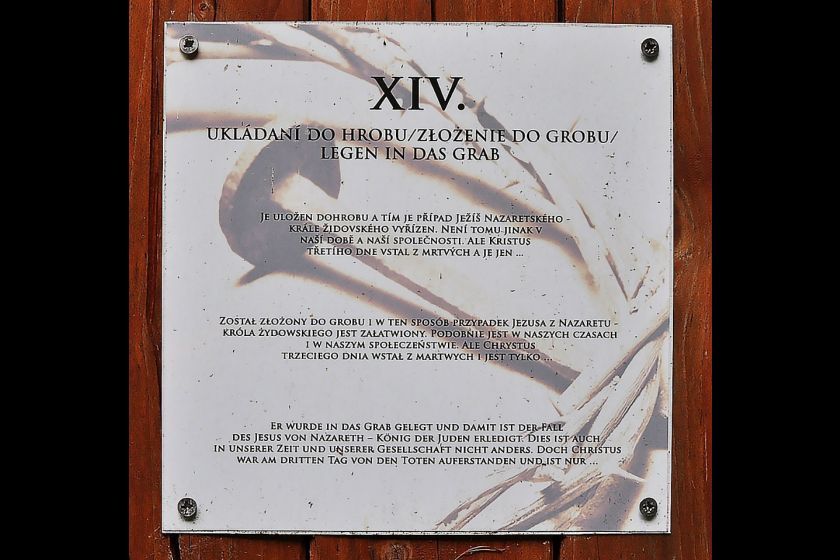 XIV.
UKLÁDANÍ DO HROBU/ZŁOŻENIE DO GROBU/
LEGEN IN DAS GRAB
JE ULOŽEN DOHROBU A TÍM JE PŘÍPAD JEŽÍŠ NAZARETSKÉHO -
KRÁLE ŽIDOVSKÉHO VYŘÍZEN. NENÍ TOMU JINAK V
NAŠÍ DOBĚ A NAŠÍ SPOLEČNOSTI. ALE KRISTUS
TŘETÍHO DNE VSTAL Z MRTVÝCH A JE JEN ...
ZOSTAŁ ZŁOŻONY DO GROBU I W TEN SPOSÓB PRZYPADEK JEZUSA Z NAZARETU -
KRÓLA ŻYDOWSKIEGO JEST ZAŁATWIONY. PODOBNIE JEST W NASZYCH CZASACH
I W NASZYM SPOŁECZEŃSTWIE. ALE CHRYSTUS
TRZECIEGO DNIA WSTAŁ Z MARTWYCH I JEST TYLKO ...
ER WURDE IN DAS GRAB GELEGT UND DAMIT IST DER FALL
DES JESUS VON NAZARETH – KÖNIG DER JUDEN ERLEDIGT. DIES IST AUCH
IN UNSERER ZEIT UND UNSERER GESELLSCHAFT NICHT ANDERS. DOCH CHRISTUS
WAR AM DRITTEN TAG VON DEN TOTEN AUFERSTANDEN UND IST NUR ...